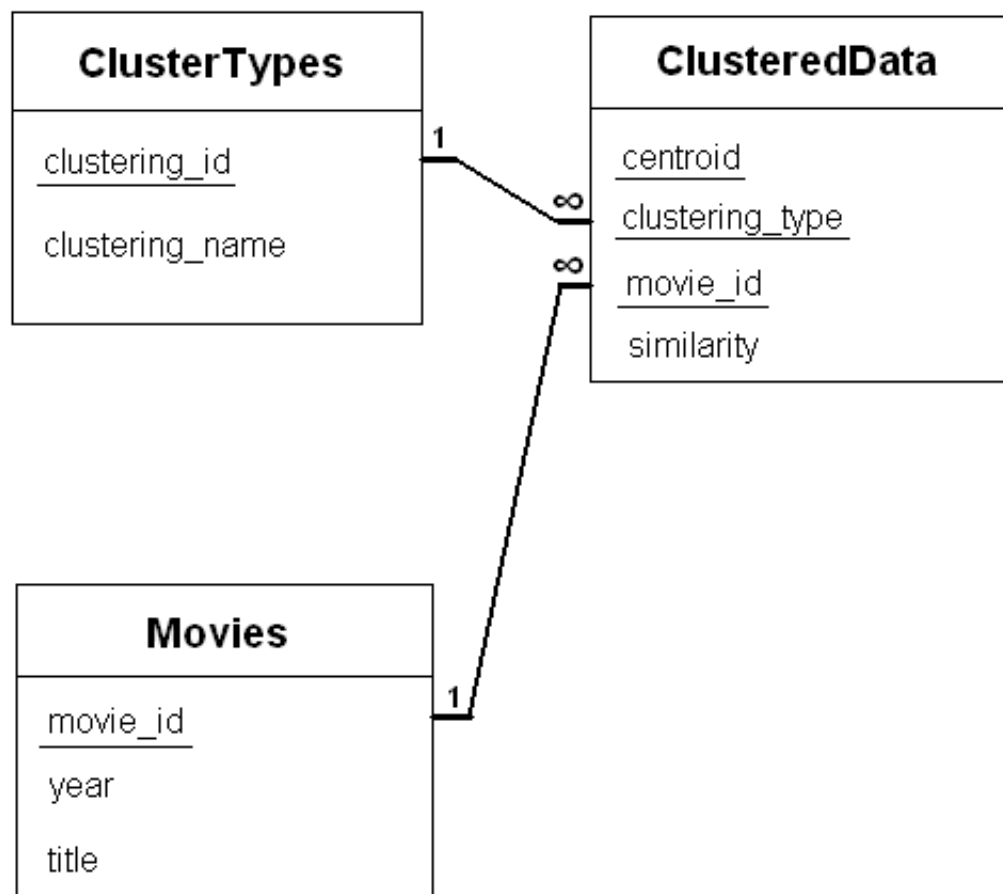 ClusterTypes
clustering_id
clustering_name
1
ClusteredData
centroid
∞
clustering_type
∞
movie_id
similarity
Movies
1
movie_id
year
title